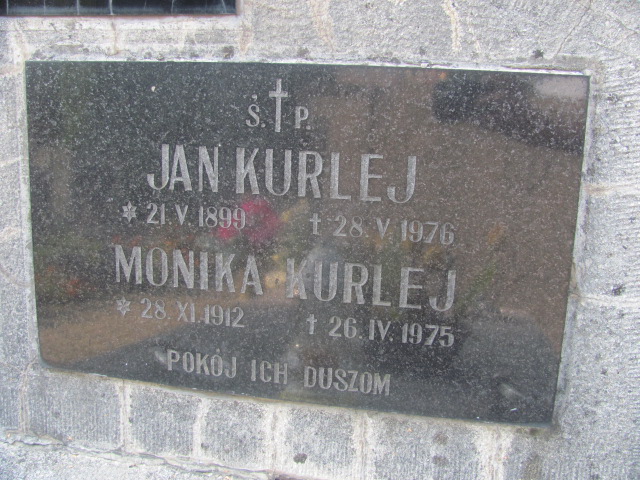 Ś.†P.
JAN KURLEJ
* 21.V.1899 † 28.V.1976
MONIKA KURLEJ
* 28.XI.1912 † 26.IV.1975
POKÓJ ICH DUSZOM